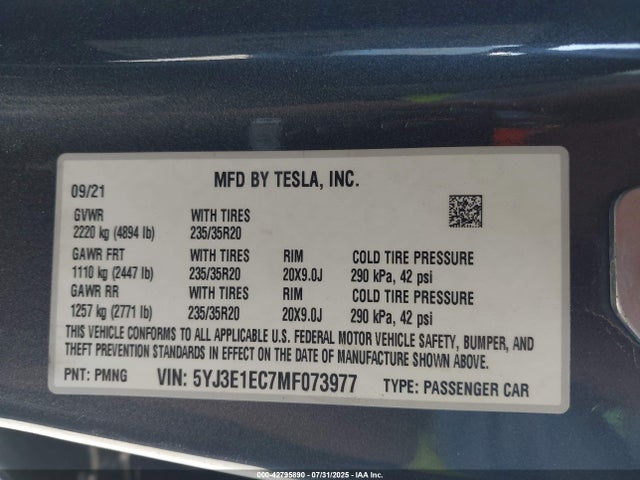 MFD BY TESLA, INC.
09/21
GVWR WITH TIRES
2220 kg (4894 lb) 235/35R20
GAWR FRT WITH TIRES RIM COLD TIRE PRESSURE
1110 kg (2447 lb) 235/35R20 20X9.0J 290 kPa, 42 psi
GAWR RR WITH TIRES RIM COLD TIRE PRESSURE
1257 kg (2771 lb) 235/35R20 20X9.0J 290 kPa, 42 psi
THIS VEHICLE CONFORMS TO ALL APPLICABLE U.S. FEDERAL MOTOR VEHICLE SAFETY, BUMPER, AND
THEFT PREVENTION STANDARDS IN EFFECT ON THE DATE OF MANUFACTURE SHOWN ABOVE.
PNT: PMNG VIN: 5YJ3E1EC7MF073977 TYPE: PASSENGER CAR
000-42795890 - 07/31/2025 - IAA Inc.